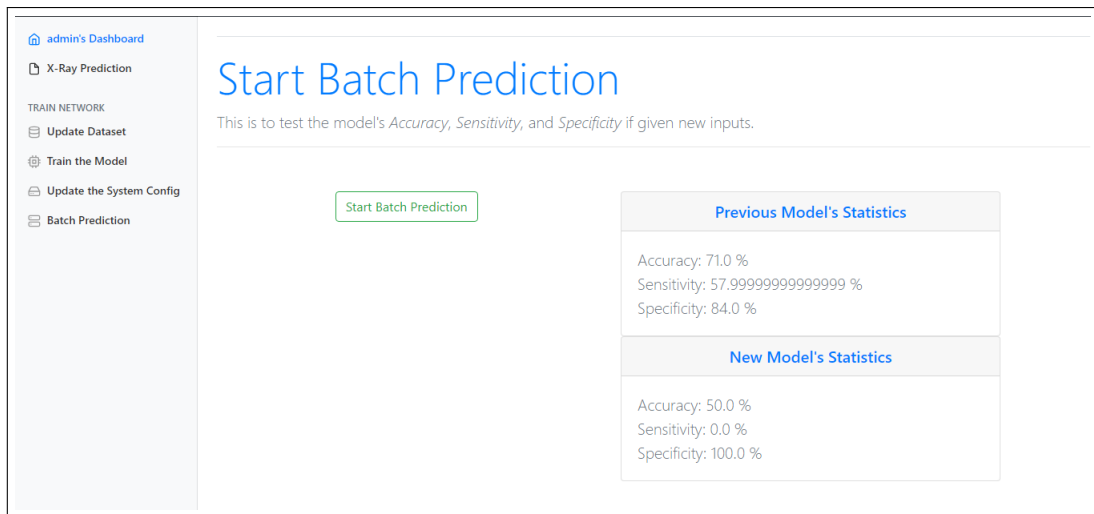 admin's Dashboard
X-Ray Prediction
TRAIN NETWORK
Update Dataset
Train the Model
Update the System Config
Batch Prediction
Start Batch Prediction
This is to test the model's Accuracy, Sensitivity, and Specificity if given new inputs.
Start Batch Prediction
Previous Model's Statistics
Accuracy: 71.0 %
Sensitivity: 57.99999999999999 %
Specificity: 84.0 %
New Model's Statistics
Accuracy: 50.0 %
Sensitivity: 0.0 %
Specificity: 100.0 %